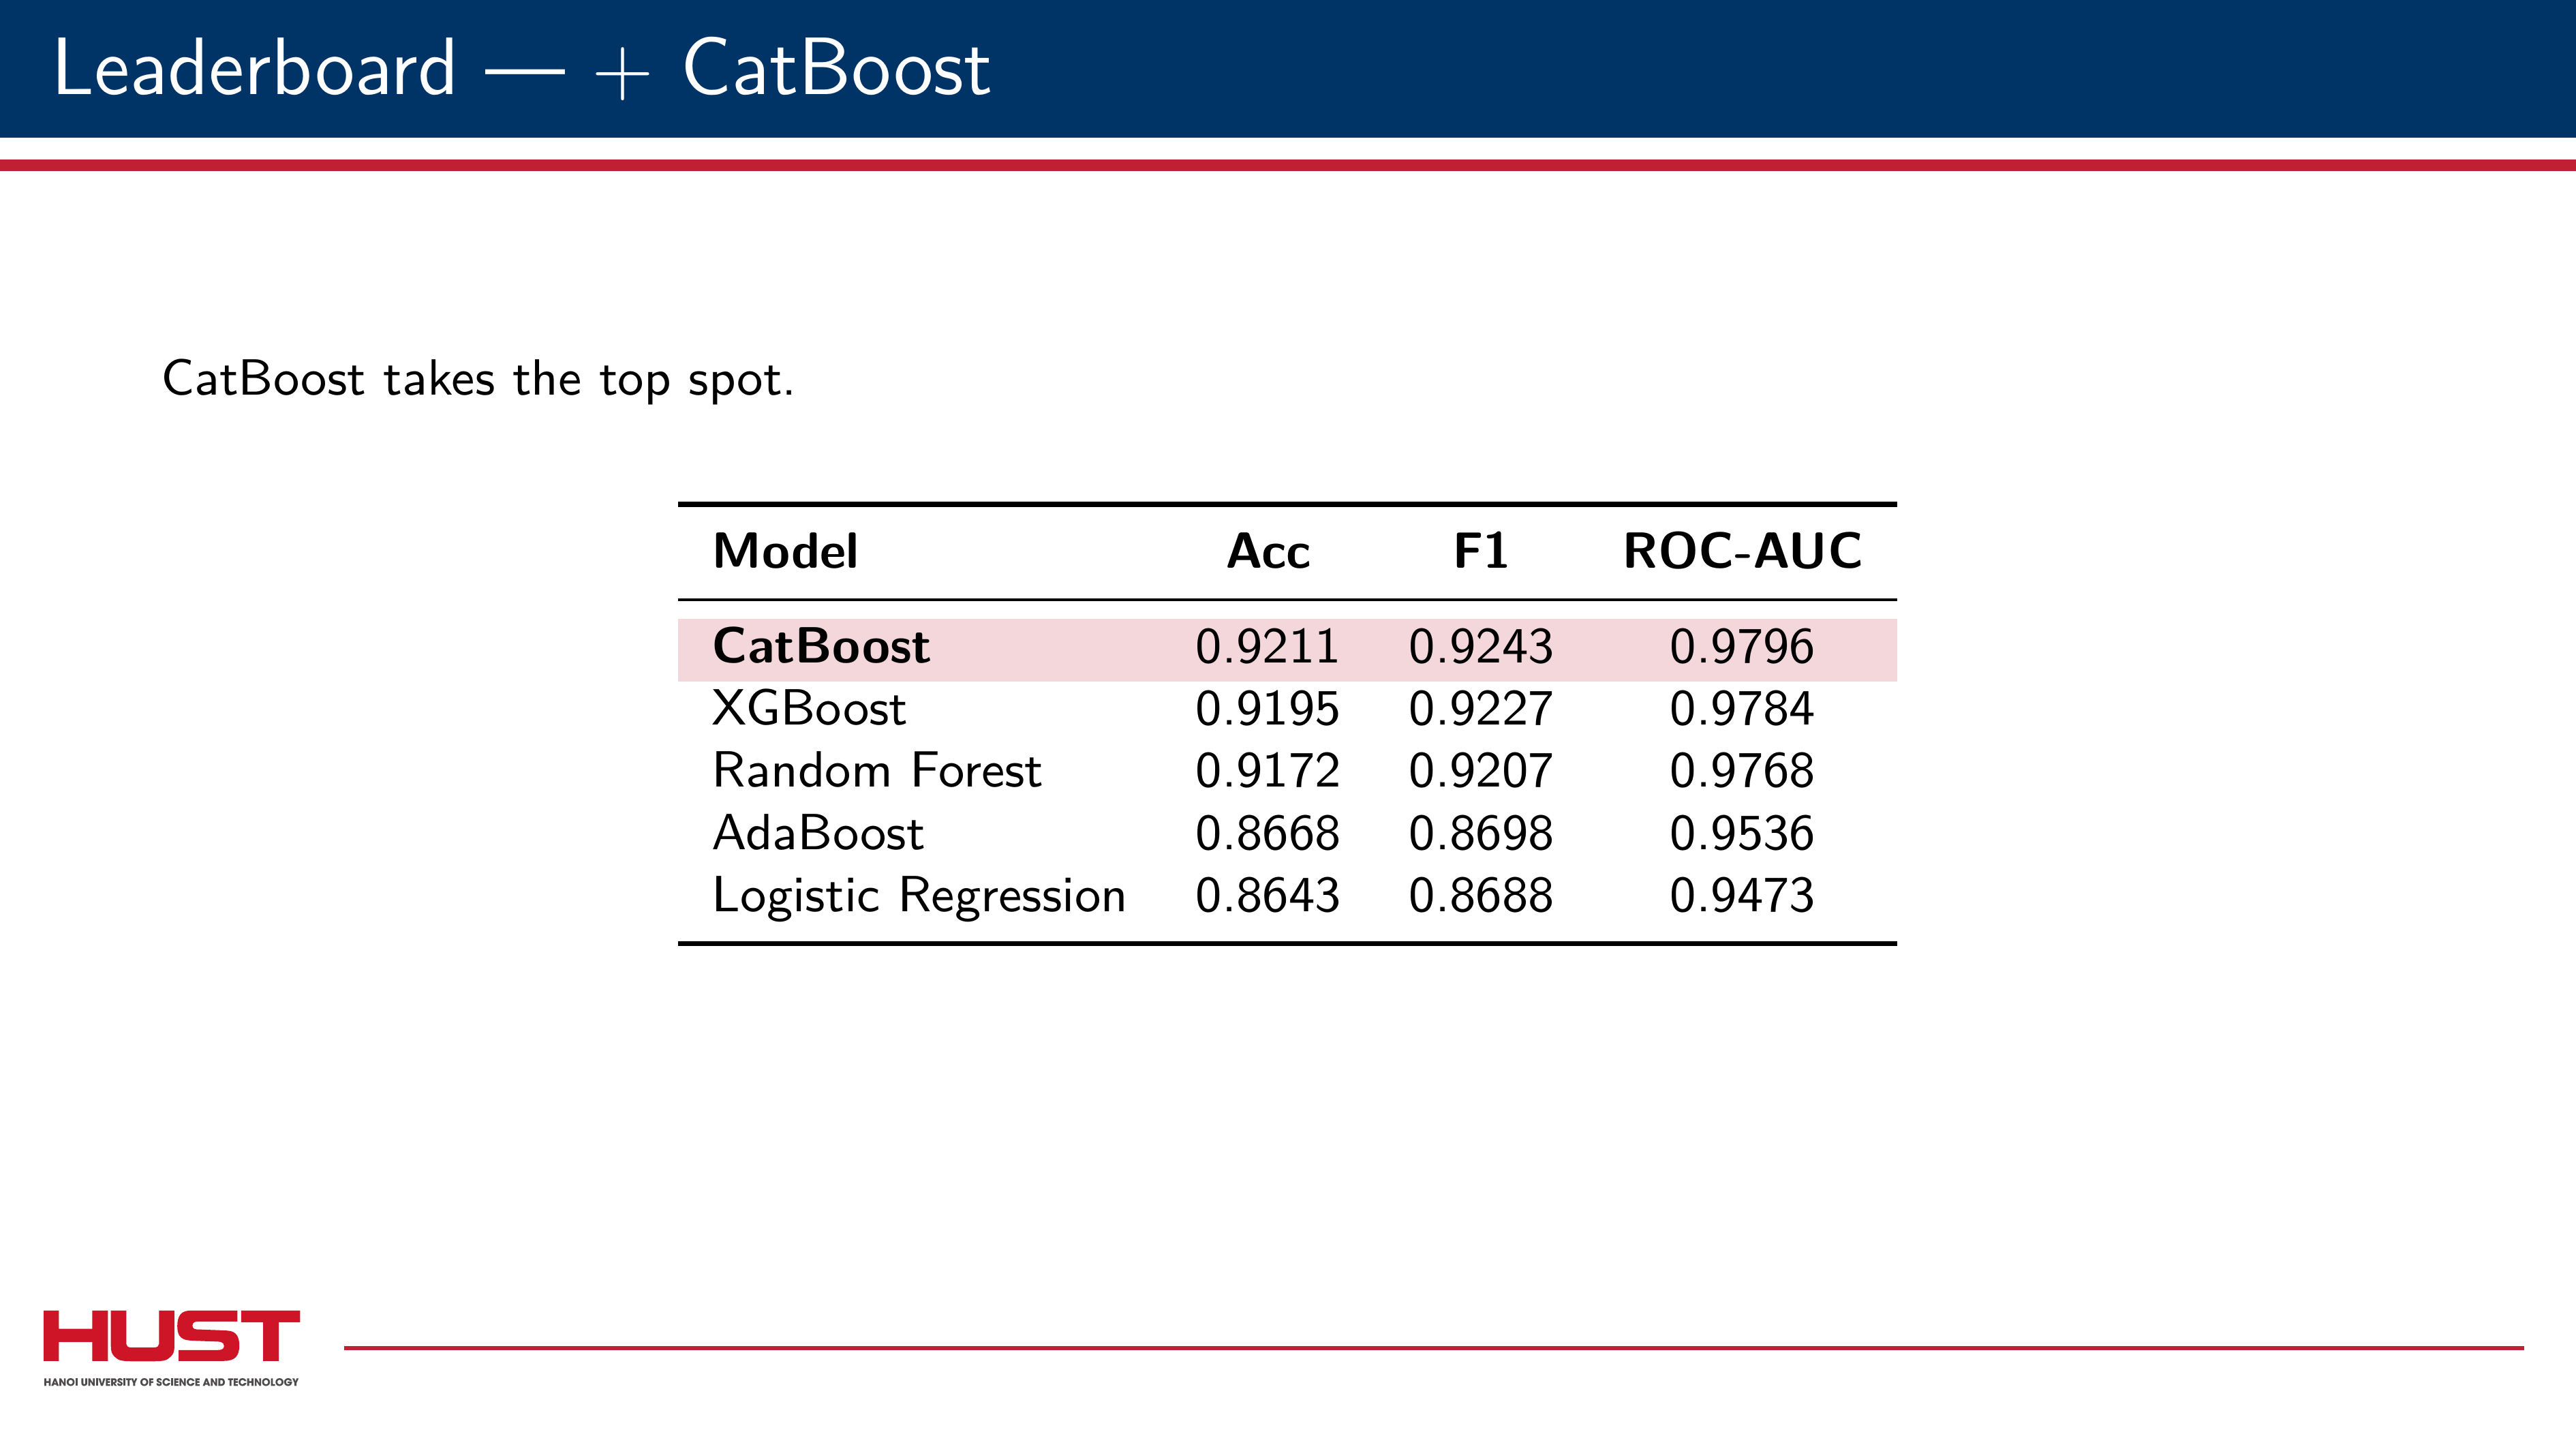 Leaderboard — + CatBoost
CatBoost takes the top spot.
Model Acc F1 ROC-AUC
CatBoost 0.9211 0.9243 0.9796
XGBoost 0.9195 0.9227 0.9784
Random Forest 0.9172 0.9207 0.9768
AdaBoost 0.8668 0.8698 0.9536
Logistic Regression 0.8643 0.8688 0.9473
HUST
HANOI UNIVERSITY OF SCIENCE AND TECHNOLOGY